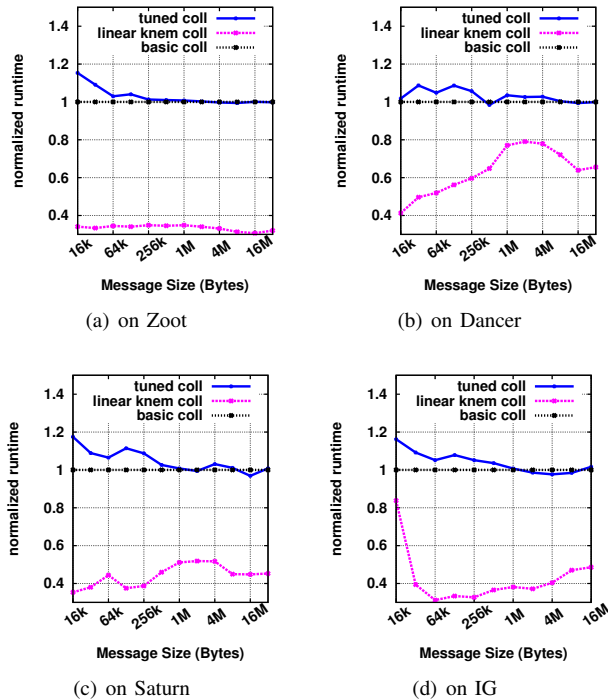 1.4
1.2
1
0.8
0.6
0.4
normalized runtime
tuned coll
linear knem coll
basic coll
16k
64k
256k
1M
4M
16M
Message Size (Bytes)
(a) on Zoot
1.4
1.2
1
0.8
0.6
0.4
normalized runtime
tuned coll
linear knem coll
basic coll
16k
64k
256k
1M
4M
16M
Message Size (Bytes)
(b) on Dancer
1.4
1.2
1
0.8
0.6
0.4
normalized runtime
tuned coll
linear knem coll
basic coll
16k
64k
256k
1M
4M
16M
Message Size (Bytes)
(c) on Saturn
1.4
1.2
1
0.8
0.6
0.4
normalized runtime
tuned coll
linear knem coll
basic coll
16k
64k
256k
1M
4M
16M
Message Size (Bytes)
(d) on IG